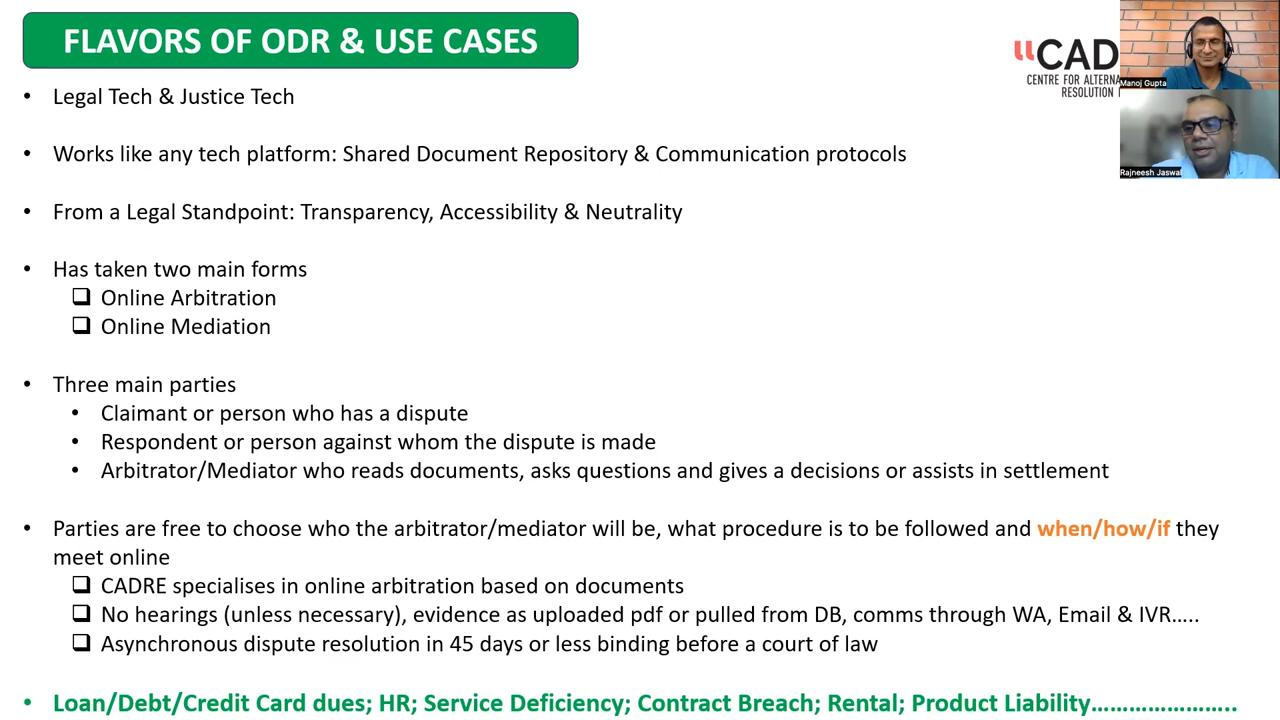 FLAVORS OF ODR & USE CASES
CAD
CENTRE FOR ALTERNA
RESOLUTION
Manoj Gupta
Rajneesh Jaswal
• Legal Tech & Justice Tech
• Works like any tech platform: Shared Document Repository & Communication protocols
• From a Legal Standpoint: Transparency, Accessibility & Neutrality
• Has taken two main forms
❑ Online Arbitration
❑ Online Mediation
• Three main parties
• Claimant or person who has a dispute
• Respondent or person against whom the dispute is made
• Arbitrator/Mediator who reads documents, asks questions and gives a decisions or assists in settlement
• Parties are free to choose who the arbitrator/mediator will be, what procedure is to be followed and when/how/if they
meet online
❑ CADRE specialises in online arbitration based on documents
❑ No hearings (unless necessary), evidence as uploaded pdf or pulled from DB, comms through WA, Email & IVR.....
❑ Asynchronous dispute resolution in 45 days or less binding before a court of law
• Loan/Debt/Credit Card dues; HR; Service Deficiency; Contract Breach; Rental; Product Liability…………………..